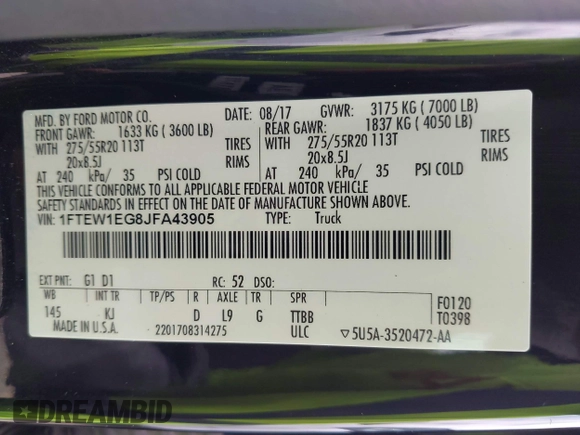 MFD. BY FORD MOTOR CO. DATE: 08/17 GVWR: 3175 KG ( 7000 LB)
FRONT GAWR: 1633 KG ( 3600 LB) REAR GAWR: 1837 KG ( 4050 LB)
WITH 275/55R20 113T TIRES WITH 275/55R20 113T TIRES
20x8.5J RIMS 20x8.5J RIMS
AT 240 kPa/ 35 PSI COLD AT 240 kPa/ 35 PSI COLD
THIS VEHICLE CONFORMS TO ALL APPLICABLE FEDERAL MOTOR VEHICLE
SAFETY STANDARDS IN EFFECT ON THE DATE OF MANUFACTURE SHOWN ABOVE.
VIN: 1FTEW1EG8JFA43905 TYPE: Truck
EXT PNT: G1 D1 RC: 52 DSO:
WB INT TR TP/PS R AXLE TR SPR F0120
145 KJ D L9 G TTBB T0398
MADE IN U.S.A. 2201708314275 ULC ▽5U5A-3520472-AA
DREAMBID